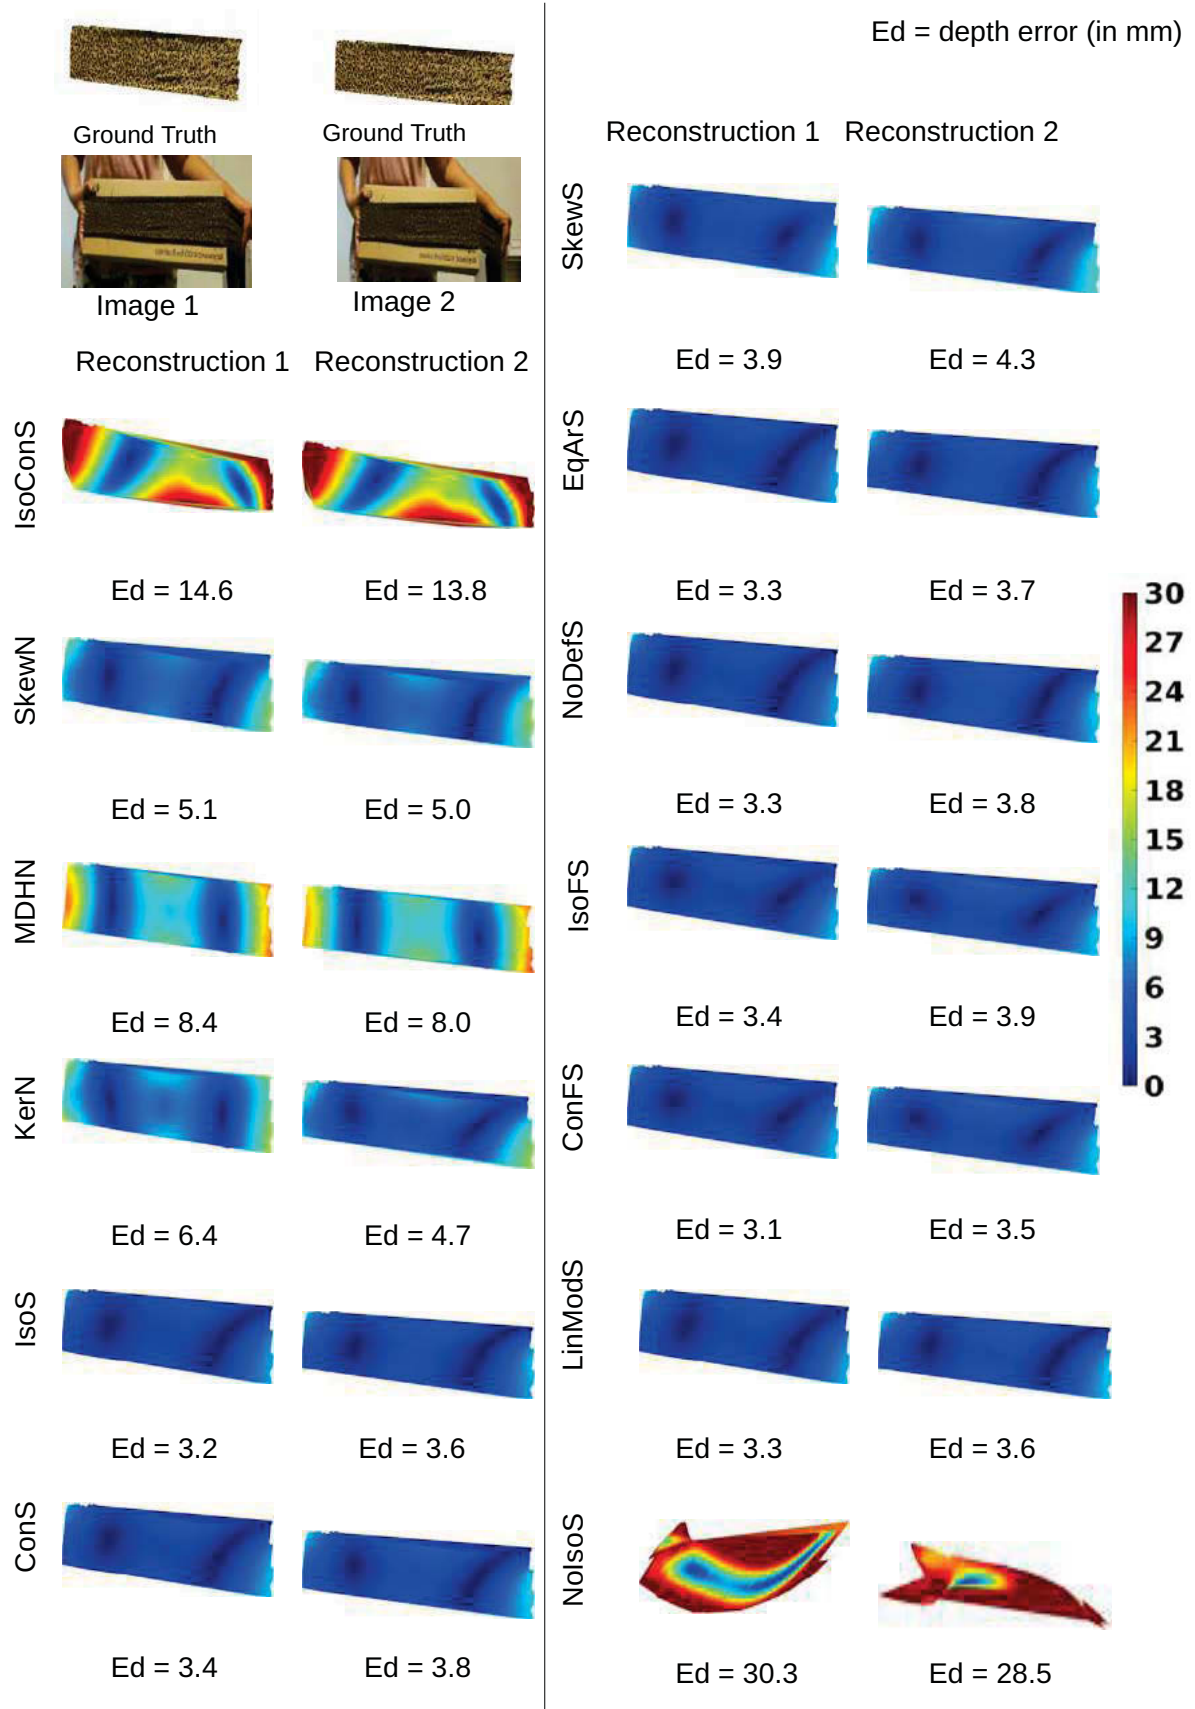 Ed = depth error (in mm)
Ground Truth
Ground Truth
Image 1
Image 2
Reconstruction 1
Reconstruction 2
IsoConS
Ed = 14.6
Ed = 13.8
SkewN
Ed = 5.1
Ed = 5.0
MDHN
Ed = 8.4
Ed = 8.0
KerN
Ed = 6.4
Ed = 4.7
IsoS
Ed = 3.2
Ed = 3.6
ConS
Ed = 3.4
Ed = 3.8
Reconstruction 1
Reconstruction 2
SkewS
Ed = 3.9
Ed = 4.3
EqArS
Ed = 3.3
Ed = 3.7
NoDefS
Ed = 3.3
Ed = 3.8
IsoFS
Ed = 3.4
Ed = 3.9
ConFS
Ed = 3.1
Ed = 3.5
LinModS
Ed = 3.3
Ed = 3.6
NoIsoS
Ed = 30.3
Ed = 28.5
30
27
24
21
18
15
12
9
6
3
0